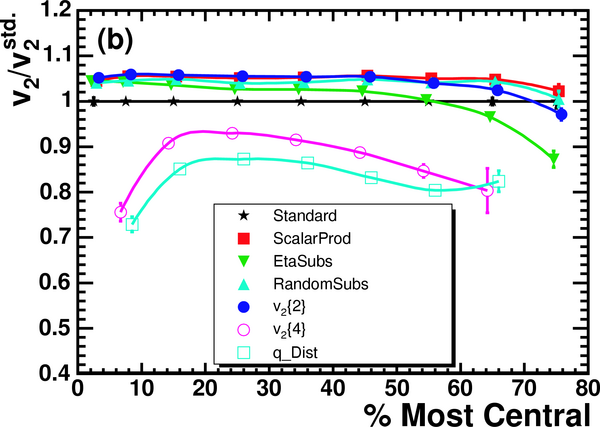 v2/v2std.
(b)
1.2
1.1
1
0.9
0.8
0.7
0.6
0.5
0.4
Standard
ScalarProd
EtaSubs
RandomSubs
v2{2}
v2{4}
q_Dist
0 10 20 30 40 50 60 70 80
% Most Central